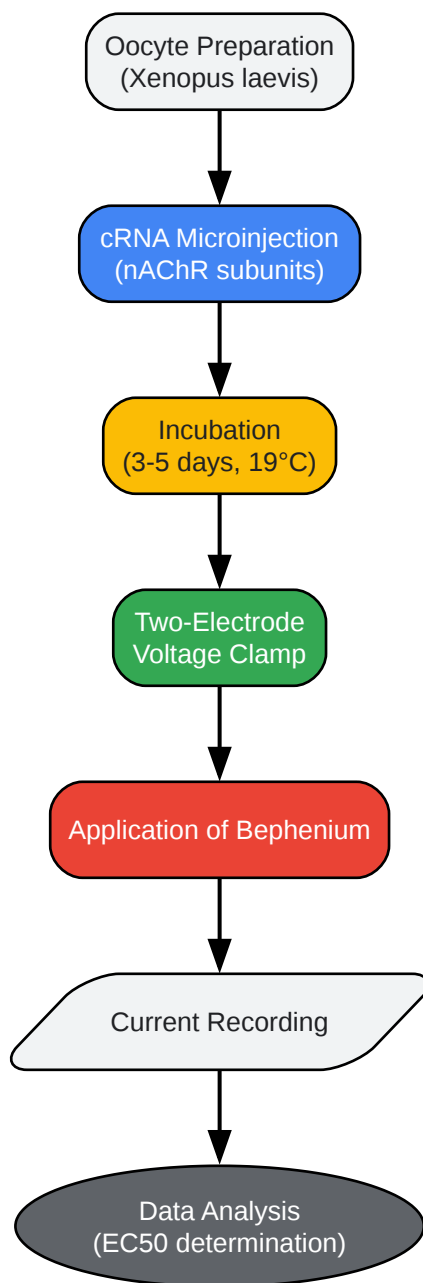 Oocyte Preparation
(Xenopus laevis)
cRNA Microinjection
(nAChR subunits)
Incubation
(3-5 days, 19°C)
Two-Electrode
Voltage Clamp
Application of Bephenium
Current Recording
Data Analysis
(EC50 determination)